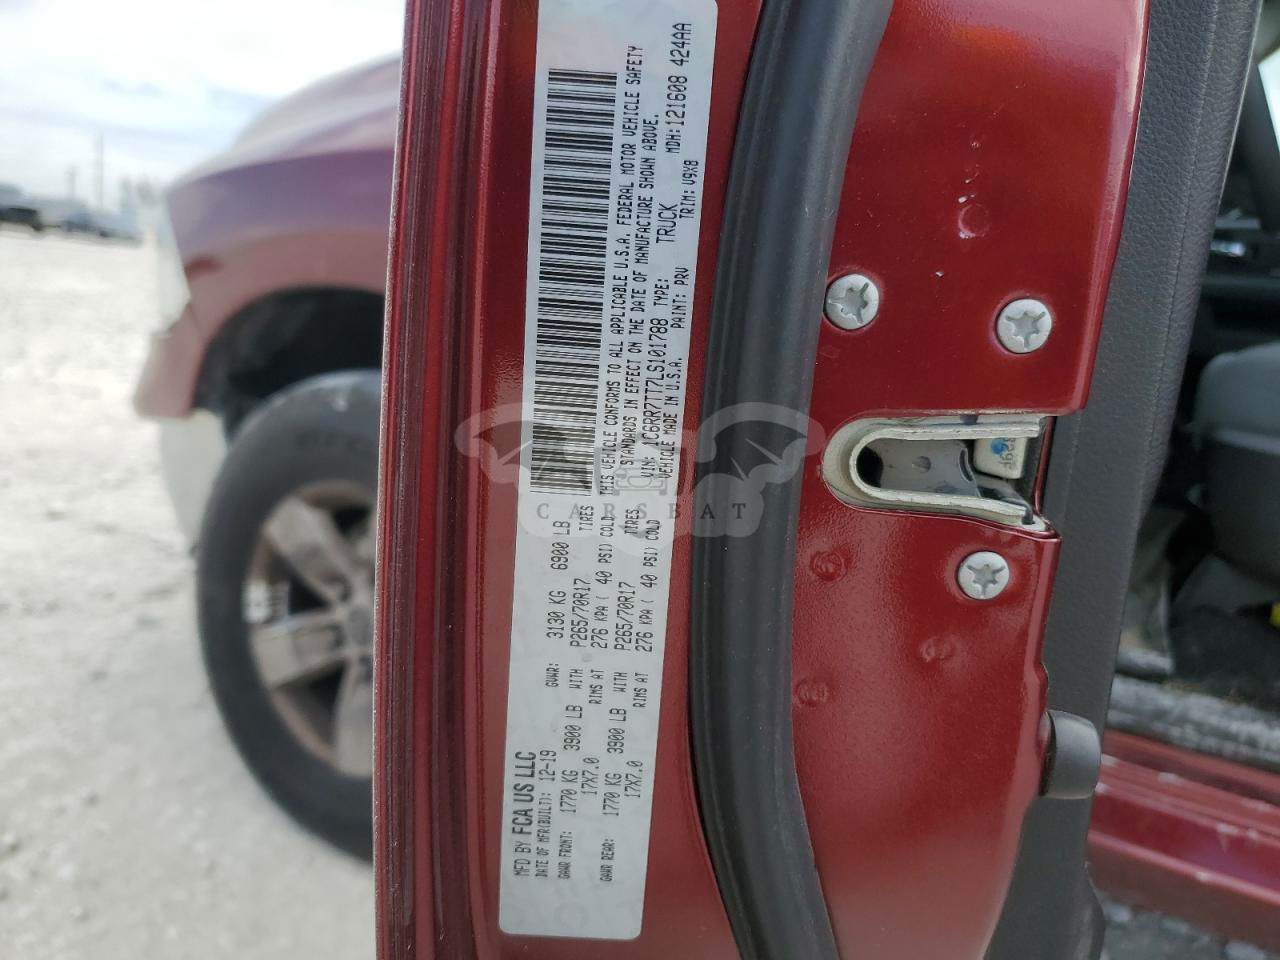 MFD BY FCA US LLC
DATE OF MFR(BUILT): 12-19 GVWR: 3130 KG 6900 LB
GAWR FRONT: 1770 KG 3900 LB WITH P265/70R17 TIRES
17X7.0 RIMS AT 276 KPA ( 40 PSI) COLD
GAWR REAR: 1770 KG 3900 LB WITH P265/70R17 TIRES
17X7.0 RIMS AT 276 KPA ( 40 PSI) COLD
THIS VEHICLE CONFORMS TO ALL APPLICABLE U.S.A. FEDERAL MOTOR VEHICLE SAFETY
STANDARDS IN EFFECT ON THE DATE OF MANUFACTURE SHOWN ABOVE.
VIN: 1C6RR7TT7LS101788 TYPE: TRUCK MDH:121608 424AA
VEHICLE MADE IN U.S.A. PAINT: PRV TRIM: V9X8
CARSBAT